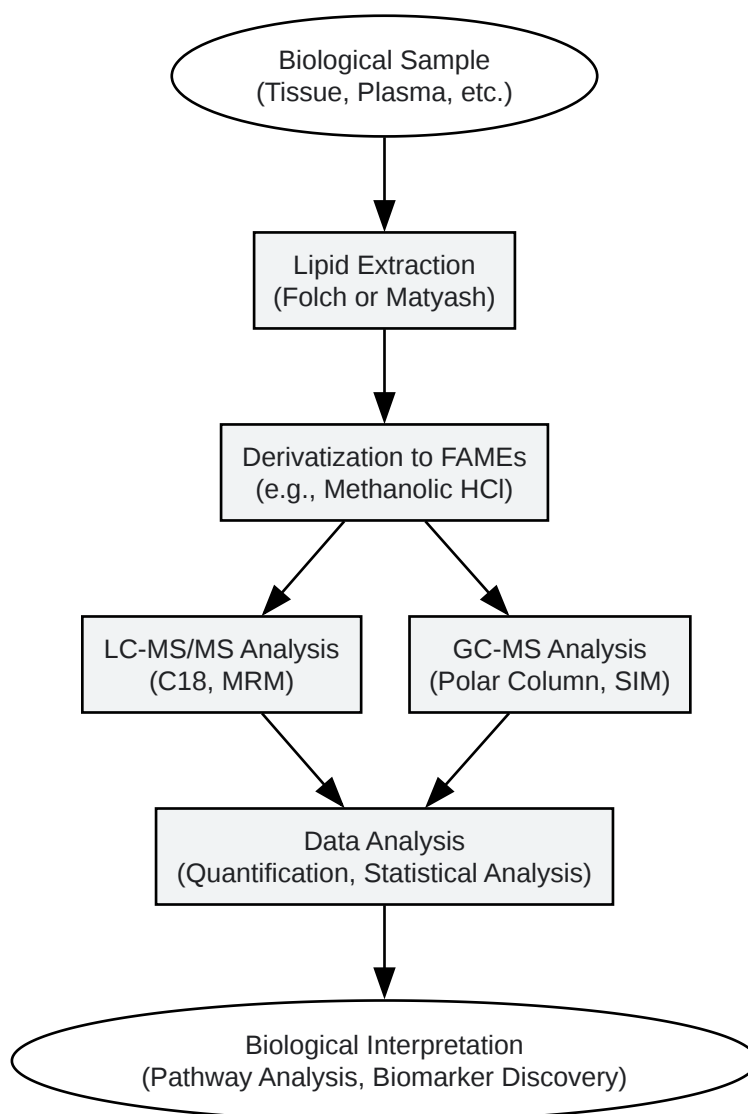 Biological Sample
(Tissue, Plasma, etc.)
Lipid Extraction
(Folch or Matyash)
Derivatization to FAMEs
(e.g., Methanolic HCl)
LC-MS/MS Analysis
(C18, MRM)
GC-MS Analysis
(Polar Column, SIM)
Data Analysis
(Quantification, Statistical Analysis)
Biological Interpretation
(Pathway Analysis, Biomarker Discovery)